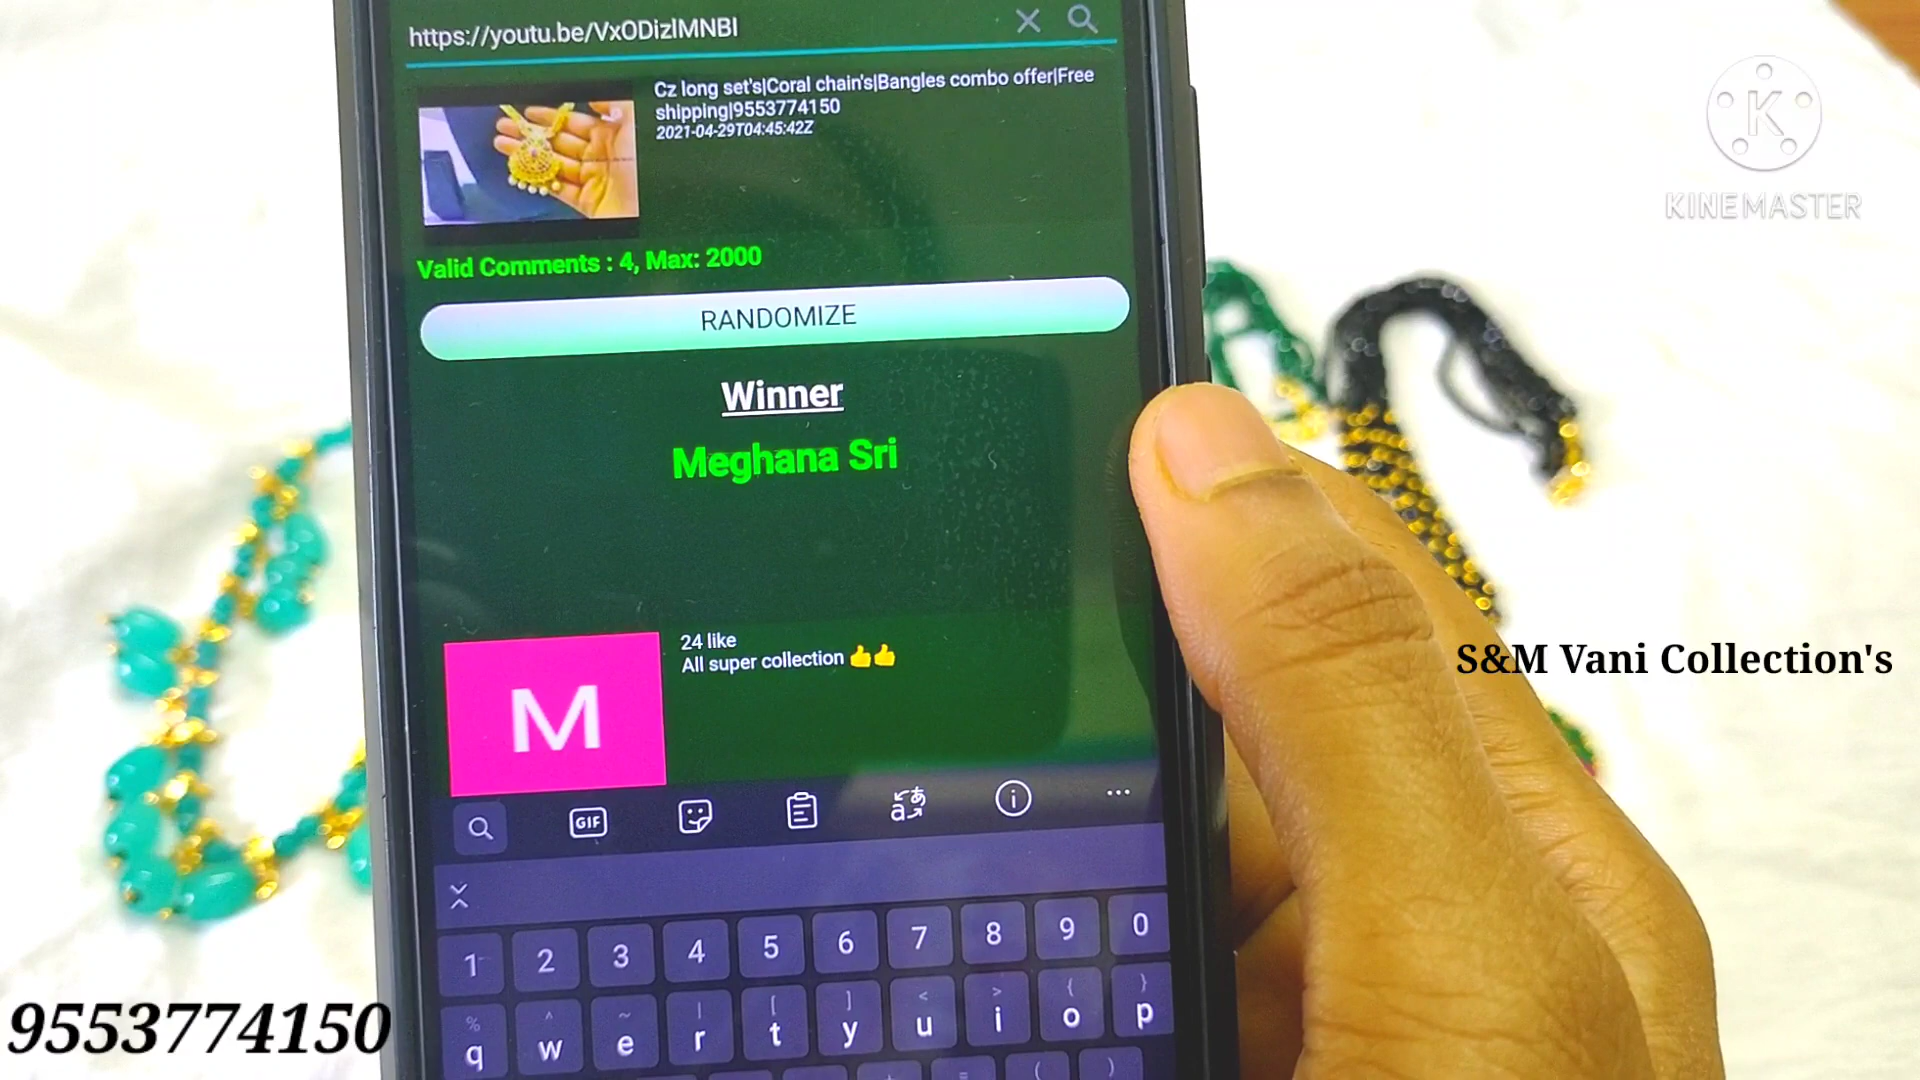 https://youtu.be/VxODizlMNBI
Cz long set's|Coral chain's|Bangles combo offer|Free
shipping|9553774150
2021-04-29T04:45:42Z
Valid Comments : 4, Max: 2000
RANDOMIZE
Winner
Meghana Sri
24 like
All super collection 👍👍
M
GIF
1 2 3 4 5 6 7 8 9 0
q w e r t y u i o p
K
KINEMASTER
S&M Vani Collection's
9553774150